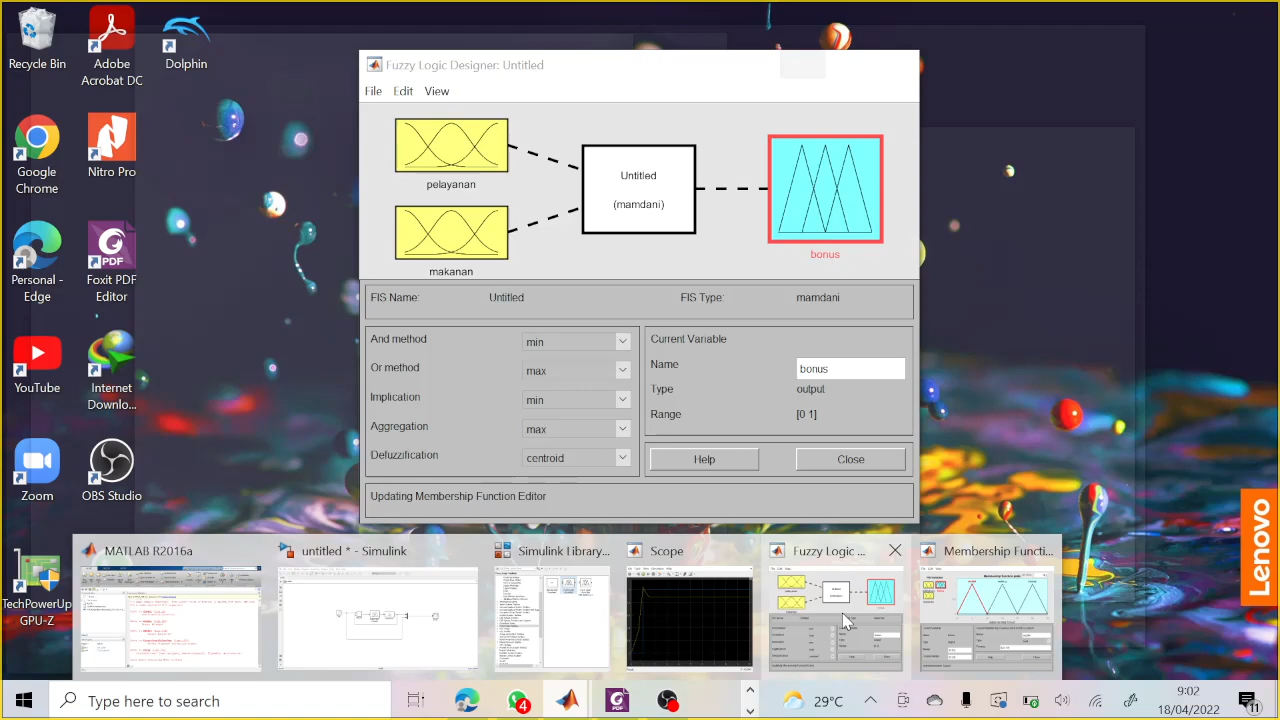 Recycle Bin
Adobe
Acrobat DC
Dolphin
Google
Chrome
Nitro Pro
Personal -
Edge
Foxit PDF
Editor
YouTube
Internet
Downlo...
Zoom
OBS Studio
TechPowerUp
GPU-Z
Fuzzy Logic Designer: Untitled
File Edit View
pelayanan
makanan
Untitled
(mamdani)
bonus
FIS Name: Untitled FIS Type: mamdani
And method min
Or method max
Implication min
Aggregation max
Defuzzification centroid
Current Variable
Name bonus
Type output
Range [0 1]
Help Close
Updating Membership Function Editor
Lenovo
MATLAB R2016a
untitled * - Simulink
Simulink Library...
Scope
Fuzzy Logic ...
Membership Functi...
Type here to search
4
29°C
9:02
18/04/2022
11